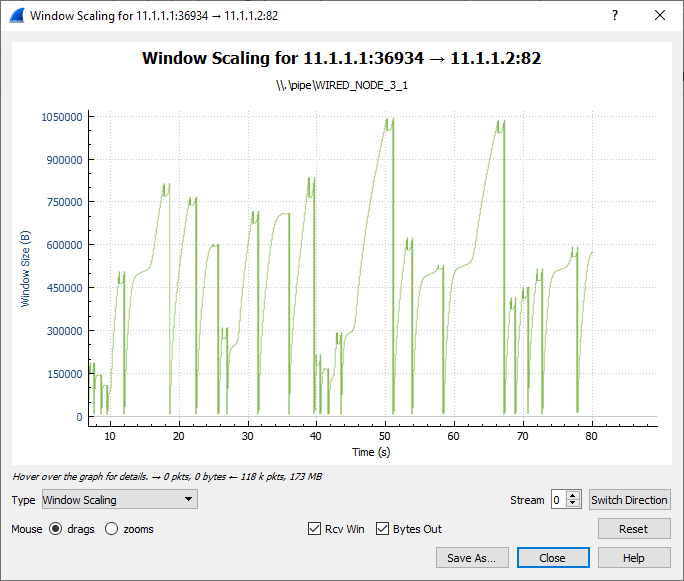 Window Scaling for 11.1.1.1:36934 → 11.1.1.2:82
Window Scaling for 11.1.1.1:36934 → 11.1.1.2:82
\\.\pipe\WIRED_NODE_3_1
Window Size (B)
1050000
900000
750000
600000
450000
300000
150000
0
10 20 30 40 50 60 70 80
Time (s)
Hover over the graph for details. → 0 pkts, 0 bytes ← 118 k pkts, 173 MB
Type Window Scaling Stream 0 Switch Direction
Mouse drags zooms Rcv Win Bytes Out Reset
Save As... Close Help